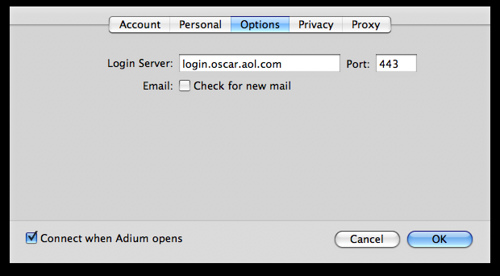 Account Personal Options Privacy Proxy
Login Server: login.oscar.aol.com Port: 443
Email: Check for new mail
Connect when Adium opens Cancel OK